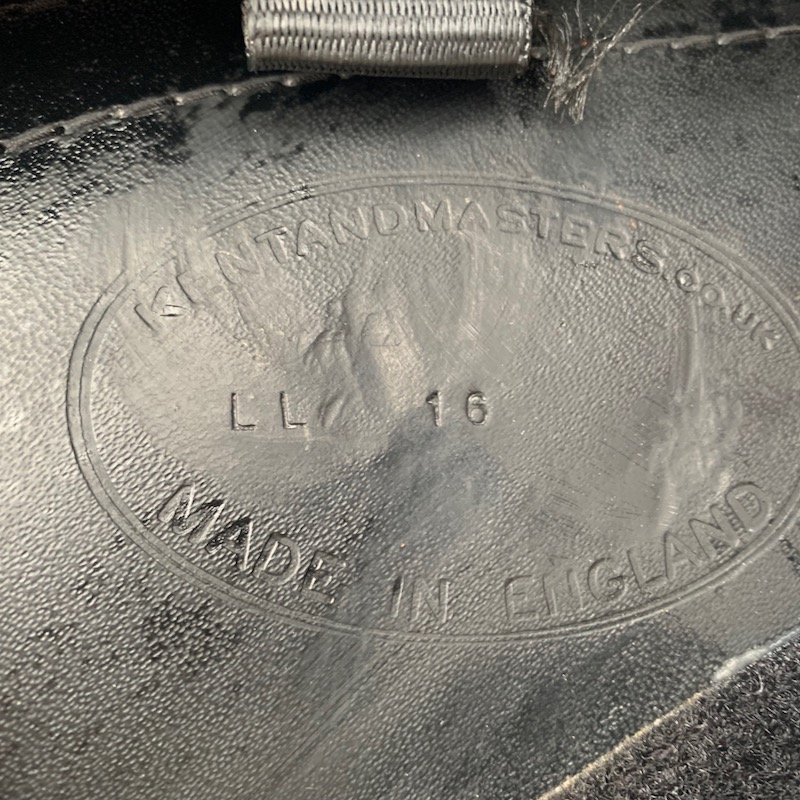 KENTANDMASTERS.CO.UK
LL 16
MADE IN ENGLAND